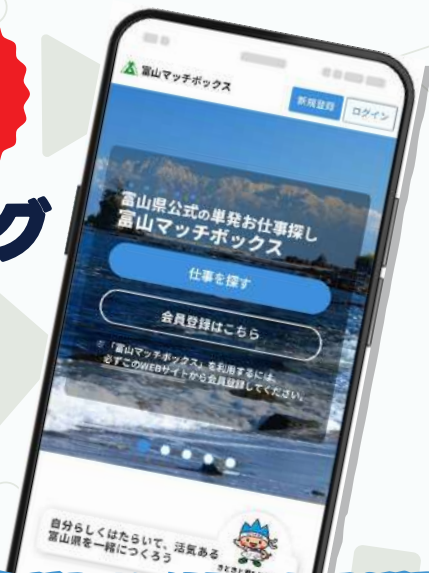 グ
富山マッチボックス
新規登録
ログイン
富山県公式の単発お仕事探し
富山マッチボックス
仕事を探す
会員登録はこちら
※「富山マッチボックス」を利用するには、
必ずこのWEBサイトから会員登録してください。
自分らしくはたらいて、活気ある
富山県を一緒につくろう